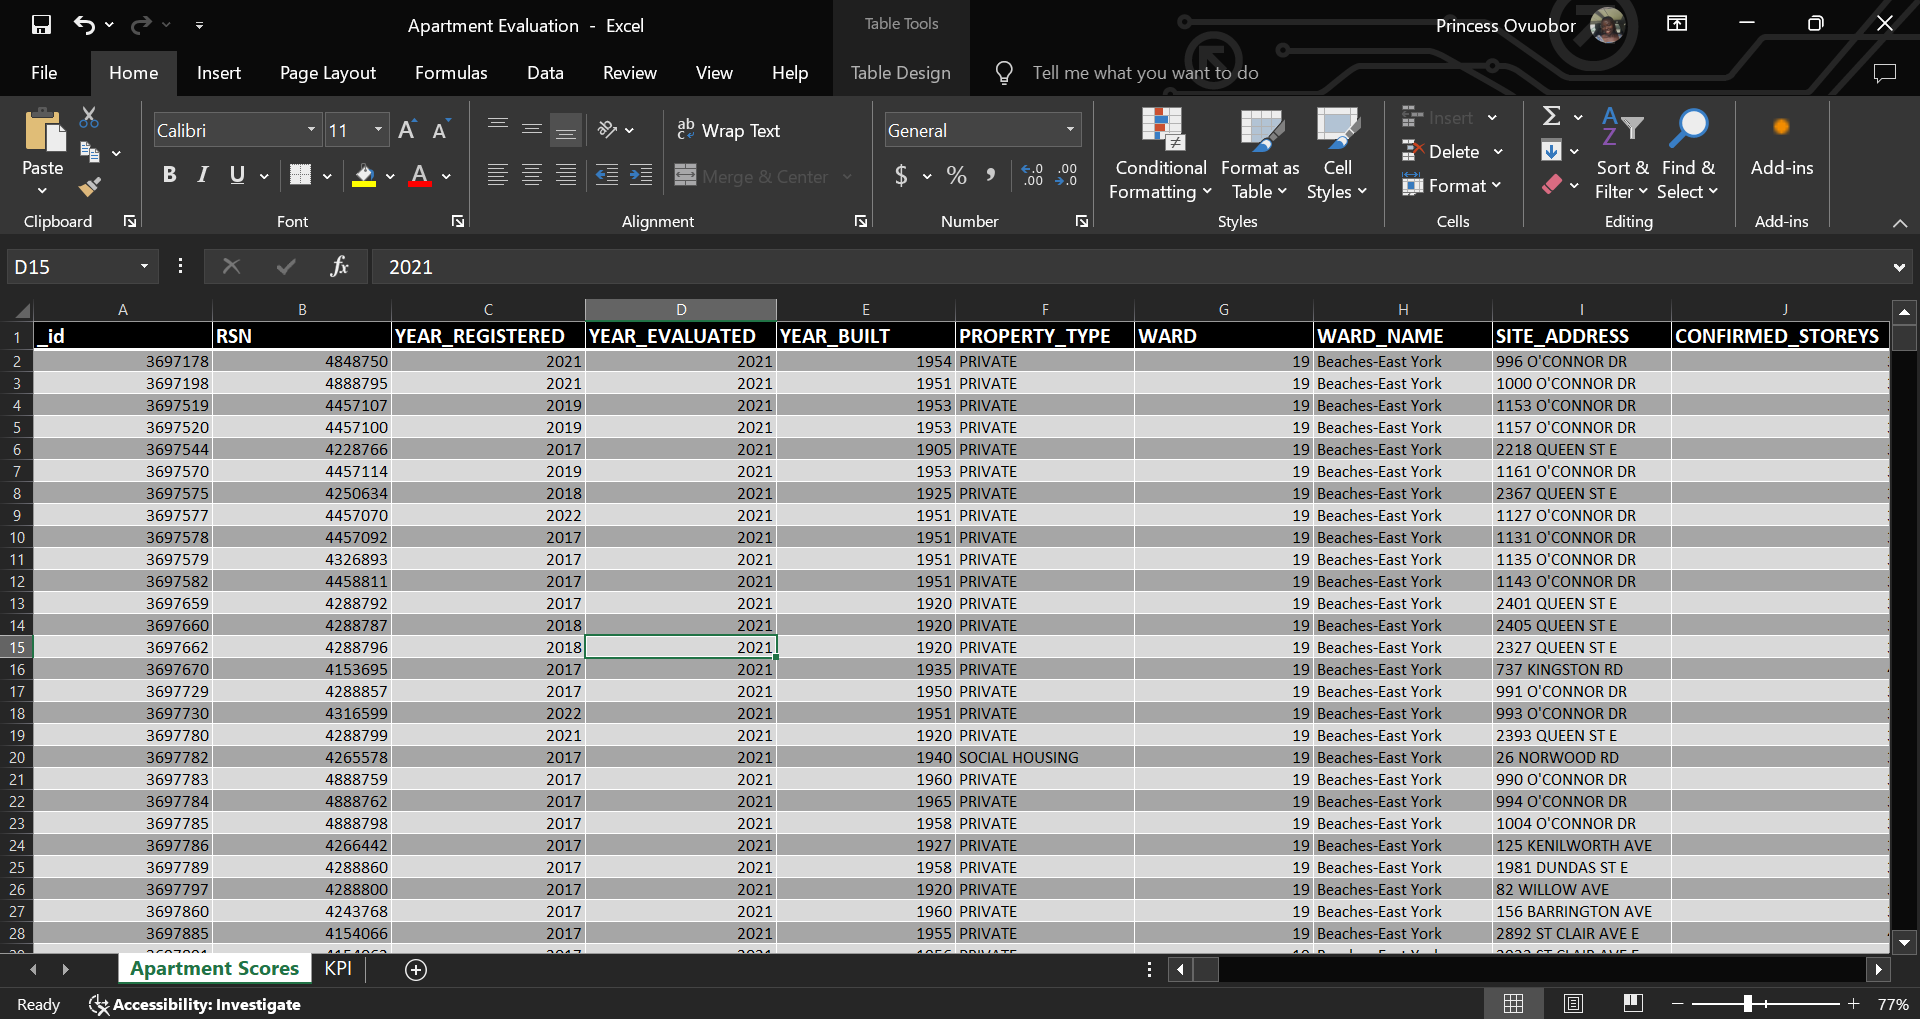 Apartment Evaluation - Excel
Table Tools
Princess Ovuobor
File Home Insert Page Layout Formulas Data Review View Help Table Design Tell me what you want to do
Calibri 11 ab Wrap Text General Insert
Paste Conditional Formatting Format as Table Cell Styles Delete Sort & Filter Find & Select Add-ins
B I U A Merge & Center $ % Format
Clipboard Font Alignment Number Styles Cells Editing Add-ins
D15 fx 2021
A B C D E F G H I J
1 _id RSN YEAR_REGISTERED YEAR_EVALUATED YEAR_BUILT PROPERTY_TYPE WARD WARD_NAME SITE_ADDRESS CONFIRMED_STOREYS
2 3697178 4848750 2021 2021 1954 PRIVATE 19 Beaches-East York 996 O'CONNOR DR
3 3697198 4888795 2021 2021 1951 PRIVATE 19 Beaches-East York 1000 O'CONNOR DR
4 3697519 4457107 2019 2021 1953 PRIVATE 19 Beaches-East York 1153 O'CONNOR DR
5 3697520 4457100 2019 2021 1953 PRIVATE 19 Beaches-East York 1157 O'CONNOR DR
6 3697544 4228766 2017 2021 1905 PRIVATE 19 Beaches-East York 2218 QUEEN ST E
7 3697570 4457114 2019 2021 1953 PRIVATE 19 Beaches-East York 1161 O'CONNOR DR
8 3697575 4250634 2018 2021 1925 PRIVATE 19 Beaches-East York 2367 QUEEN ST E
9 3697577 4457070 2022 2021 1951 PRIVATE 19 Beaches-East York 1127 O'CONNOR DR
10 3697578 4457092 2017 2021 1951 PRIVATE 19 Beaches-East York 1131 O'CONNOR DR
11 3697579 4326893 2017 2021 1951 PRIVATE 19 Beaches-East York 1135 O'CONNOR DR
12 3697582 4458811 2017 2021 1951 PRIVATE 19 Beaches-East York 1143 O'CONNOR DR
13 3697659 4288792 2017 2021 1920 PRIVATE 19 Beaches-East York 2401 QUEEN ST E
14 3697660 4288787 2018 2021 1920 PRIVATE 19 Beaches-East York 2405 QUEEN ST E
15 3697662 4288796 2018 2021 1920 PRIVATE 19 Beaches-East York 2327 QUEEN ST E
16 3697670 4153695 2017 2021 1935 PRIVATE 19 Beaches-East York 737 KINGSTON RD
17 3697729 4288857 2017 2021 1950 PRIVATE 19 Beaches-East York 991 O'CONNOR DR
18 3697730 4316599 2022 2021 1951 PRIVATE 19 Beaches-East York 993 O'CONNOR DR
19 3697780 4288799 2021 2021 1920 PRIVATE 19 Beaches-East York 2393 QUEEN ST E
20 3697782 4265578 2017 2021 1940 SOCIAL HOUSING 19 Beaches-East York 26 NORWOOD RD
21 3697783 4888759 2017 2021 1960 PRIVATE 19 Beaches-East York 990 O'CONNOR DR
22 3697784 4888762 2017 2021 1965 PRIVATE 19 Beaches-East York 994 O'CONNOR DR
23 3697785 4888798 2017 2021 1958 PRIVATE 19 Beaches-East York 1004 O'CONNOR DR
24 3697786 4266442 2017 2021 1927 PRIVATE 19 Beaches-East York 125 KENILWORTH AVE
25 3697789 4288860 2017 2021 1958 PRIVATE 19 Beaches-East York 1981 DUNDAS ST E
26 3697797 4288800 2017 2021 1920 PRIVATE 19 Beaches-East York 82 WILLOW AVE
27 3697860 4243768 2017 2021 1960 PRIVATE 19 Beaches-East York 156 BARRINGTON AVE
28 3697885 4154066 2017 2021 1955 PRIVATE 19 Beaches-East York 2892 ST CLAIR AVE E
Apartment Scores KPI
Ready Accessibility: Investigate 77%